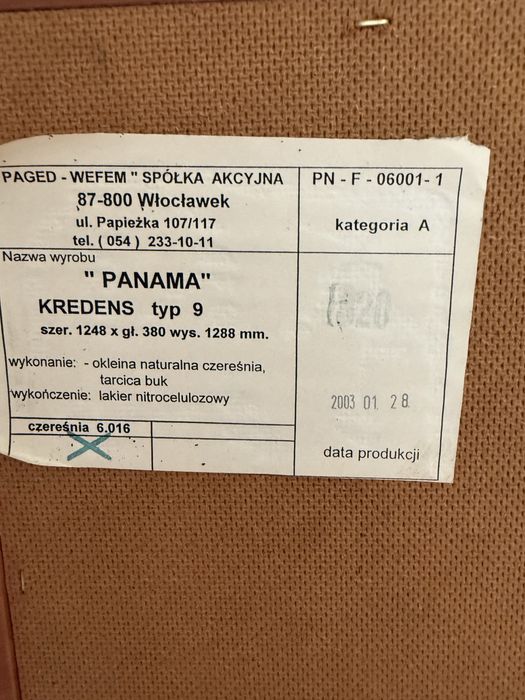 PAGED - WEFEM " SPÓŁKA AKCYJNA
87-800 Włocławek
ul. Papieżka 107/117
tel. ( 054 ) 233-10-11
PN - F - 06001- 1
kategoria A
Nazwa wyrobu
" PANAMA"
KREDENS typ 9
szer. 1248 x gł. 380 wys. 1288 mm.
wykonanie: - okleina naturalna czereśnia,
tarcica buk
wykończenie: lakier nitrocelulozowy
czereśnia 6.016
2003 01. 28.
data produkcji